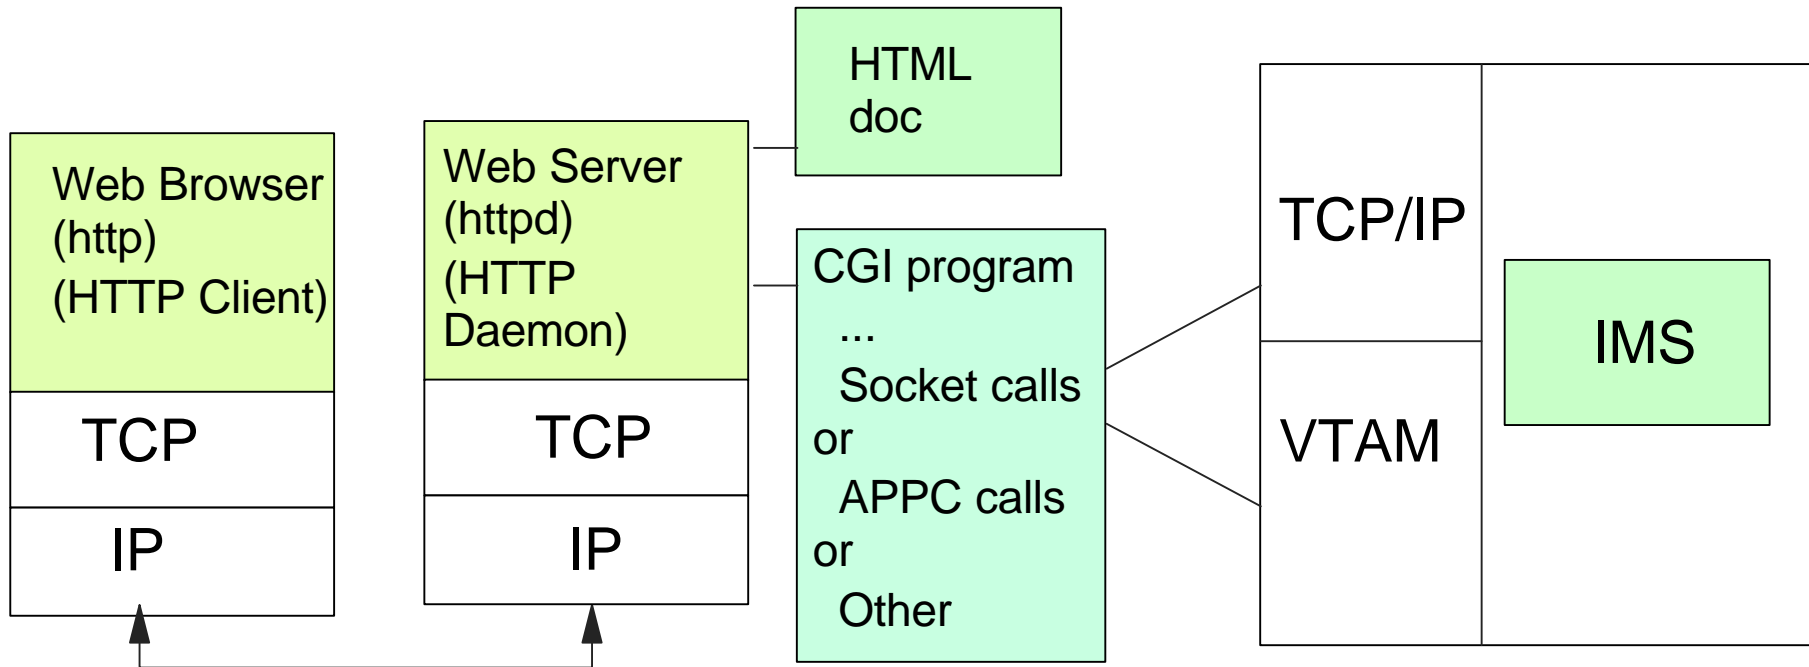 Web Browser
(http)
(HTTP Client)
TCP
IP
Web Server
(httpd)
(HTTP
Daemon)
TCP
IP
HTML
doc
CGI program
...
Socket calls
or
APPC calls
or
Other
TCP/IP
VTAM
IMS